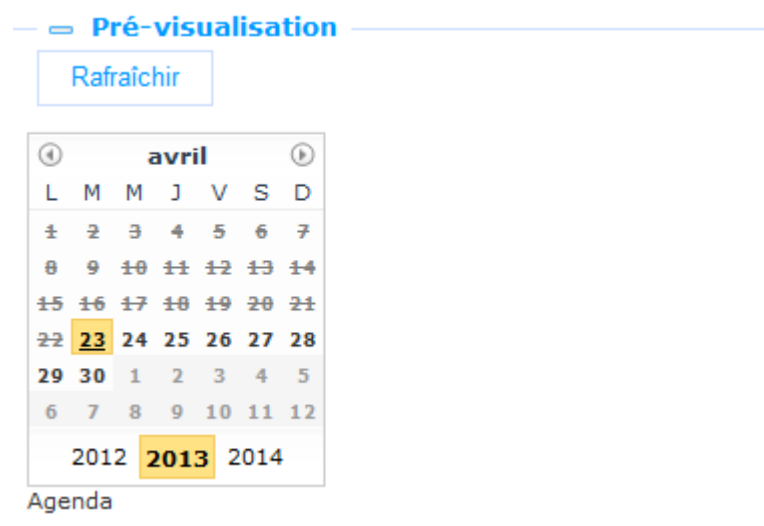 Pré-visualisation
Rafraîchir
avril
L M M J V S D
1 2 3 4 5 6 7
8 9 10 11 12 13 14
15 16 17 18 19 20 21
22 23 24 25 26 27 28
29 30 1 2 3 4 5
6 7 8 9 10 11 12
2012 2013 2014
Agenda